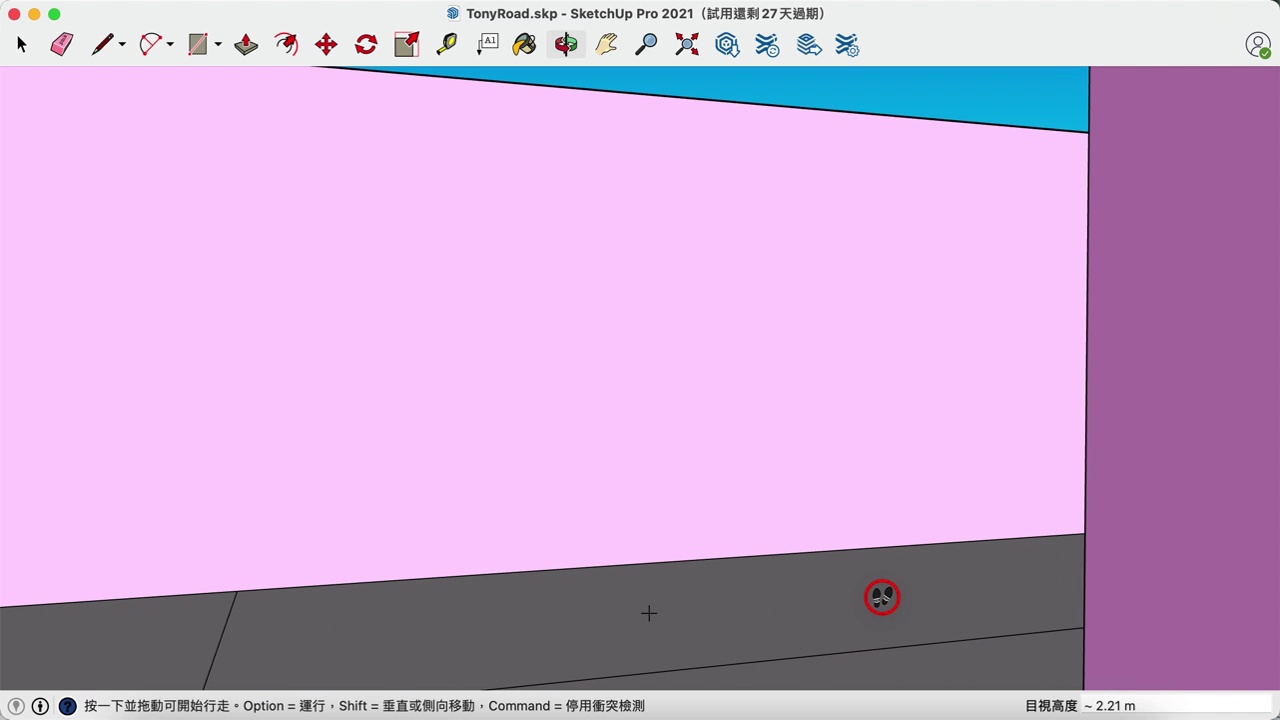 TonyRoad.skp - SketchUp Pro 2021（試用還剩 27 天過期）
A1
按一下並拖動可開始行走。Option = 運行，Shift = 垂直或側向移動，Command = 停用衝突檢測
目視高度 ~ 2.21 m